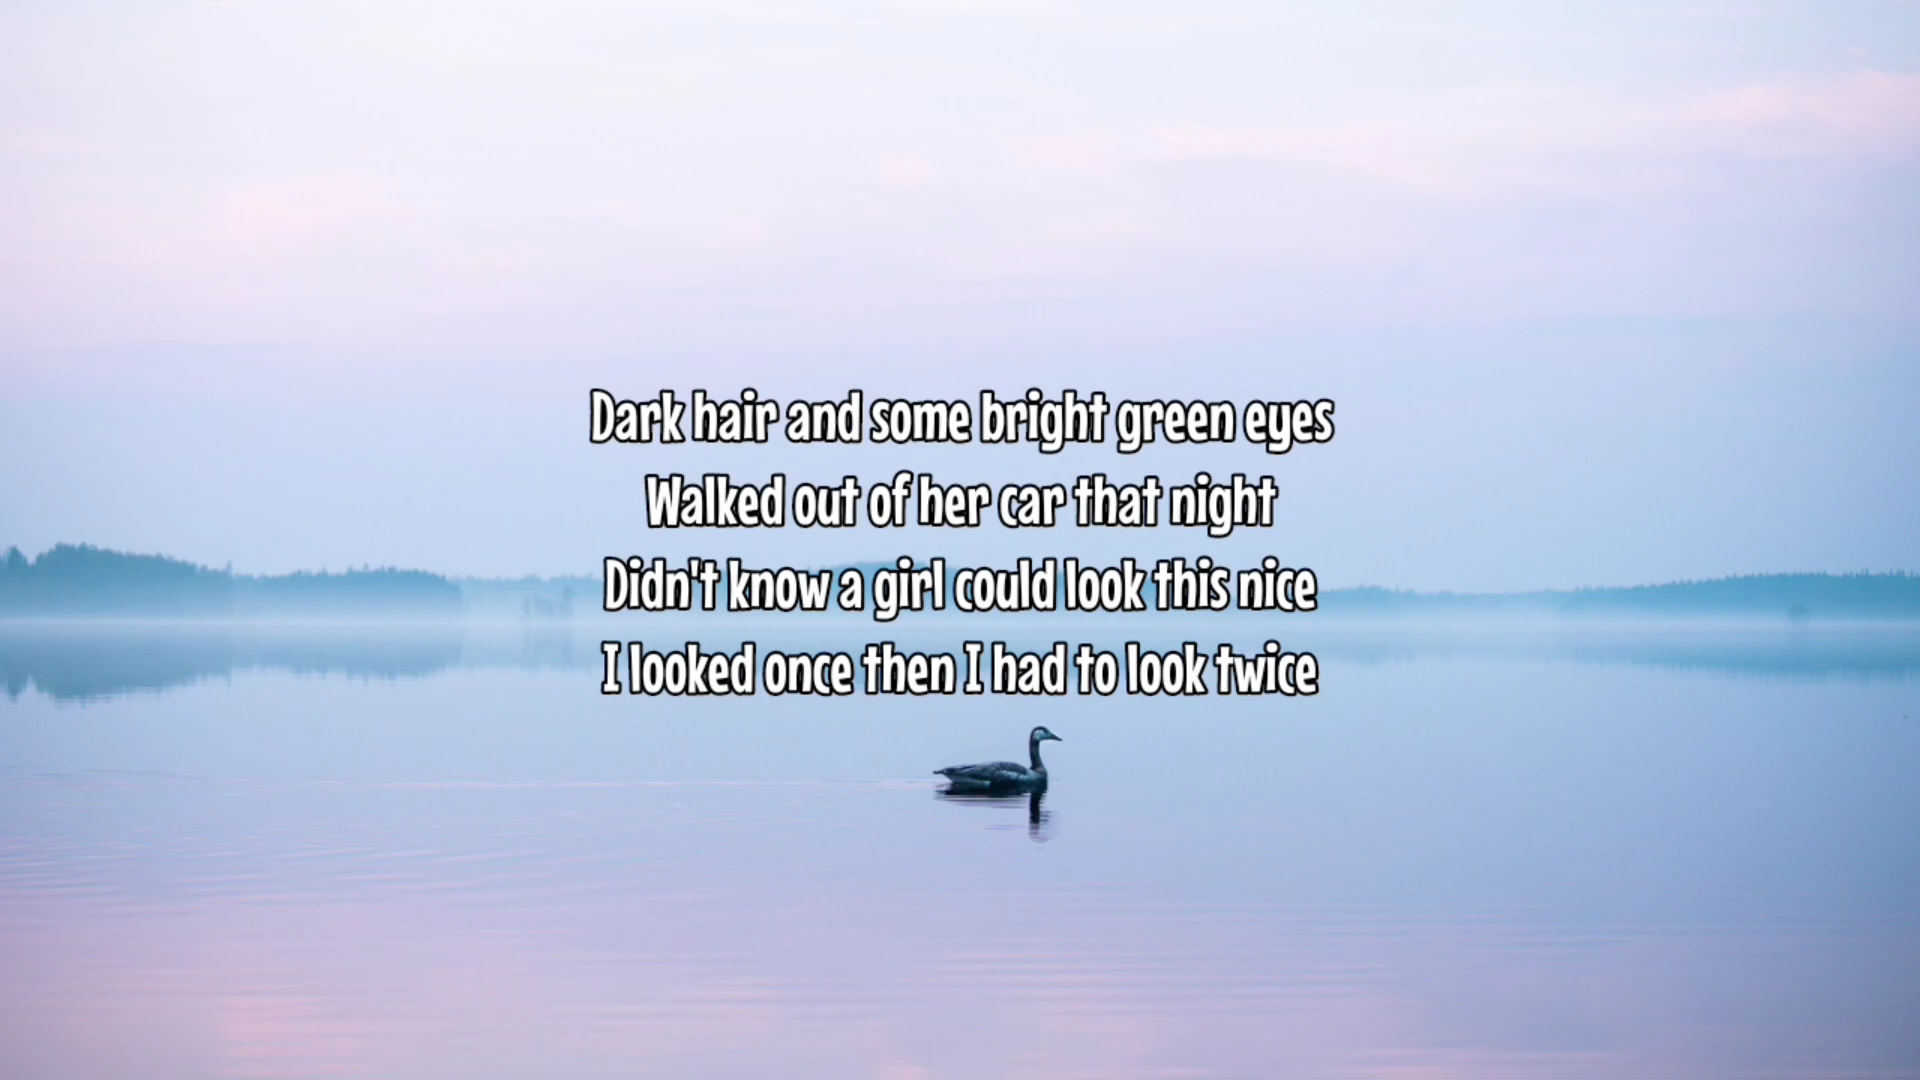 Dark hair and some bright green eyes
Walked out of her car that night
Didn't know a girl could look this nice
I looked once then I had to look twice